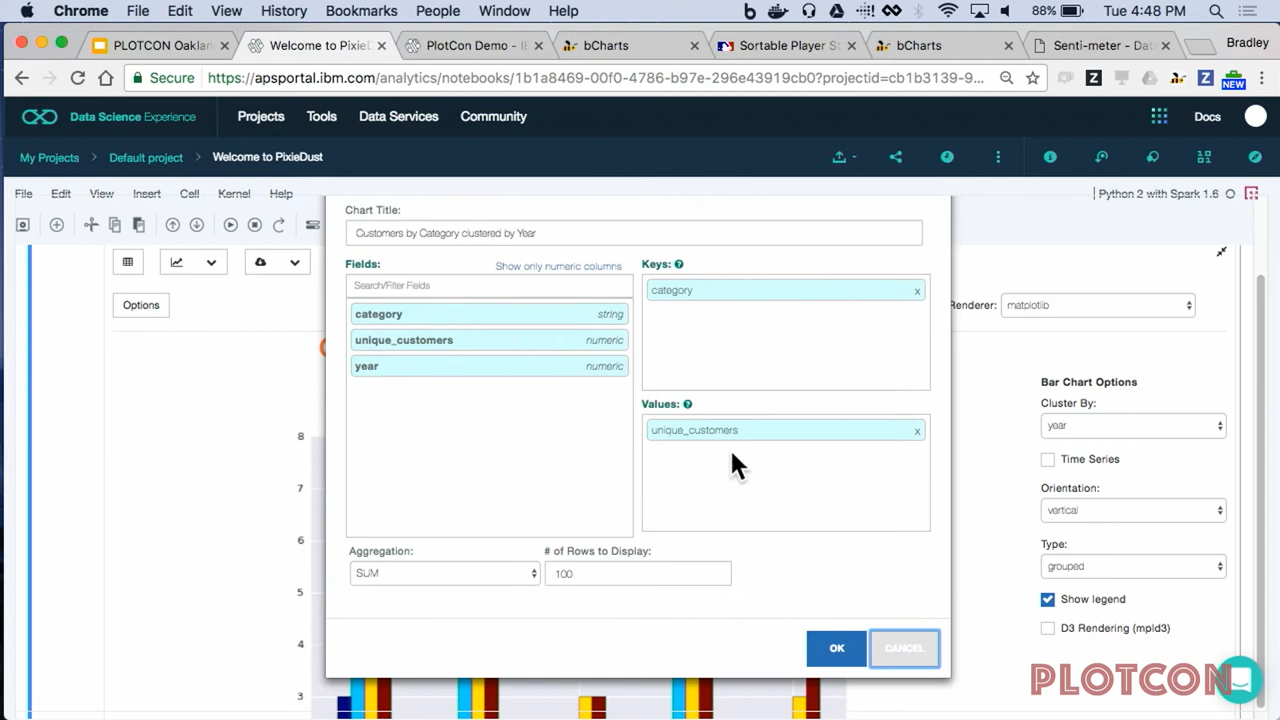 Chrome File Edit View History Bookmarks People Window Help 88% Tue 4:48 PM
PLOTCON Oaklan Welcome to PixieD PlotCon Demo - IE bCharts Sortable Player S bCharts Senti-meter - Dat Bradley
Secure https://apsportal.ibm.com/analytics/notebooks/1b1a8469-00f0-4786-b97e-296e43919cb0?projectid=cb1b3139-9... Z Z NEW
Data Science Experience Projects Tools Data Services Community Docs
My Projects > Default project > Welcome to PixieDust
File Edit View Insert Cell Kernel Help Python 2 with Spark 1.6
Chart Title:
Customers by Category clustered by Year
Fields: Show only numeric columns Keys:
Search/Filter Fields
category x
Options
Renderer: matplotlib
category string
unique_customers numeric
year numeric
Bar Chart Options
Values:
Cluster By:
year
unique_customers x
8
Time Series
7
Orientation:
vertical
6
Aggregation: # of Rows to Display:
Type:
SUM 100
grouped
5
Show legend
D3 Rendering (mpld3)
4
OK CANCEL
PLOTCON
3